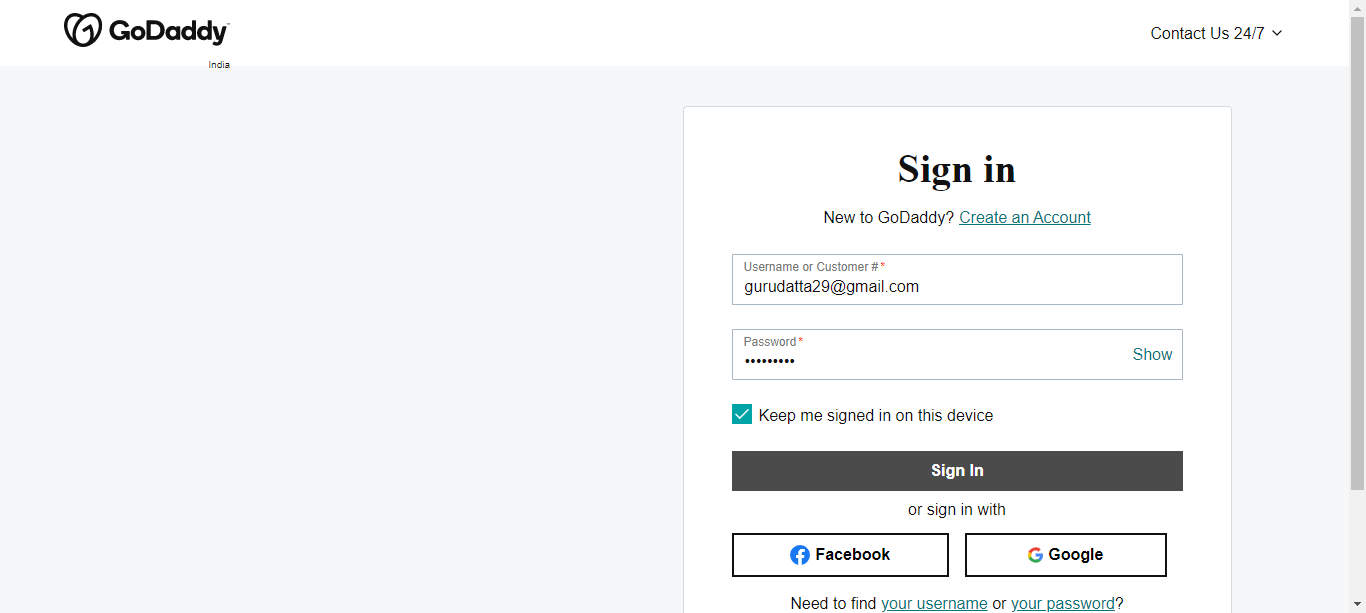 GoDaddy
India
Contact Us 24/7
Sign in
New to GoDaddy? Create an Account
Username or Customer #*
gurudatta29@gmail.com
Password*
•••••••••
Show
Keep me signed in on this device
Sign In
or sign in with
Facebook
Google
Need to find your username or your password?